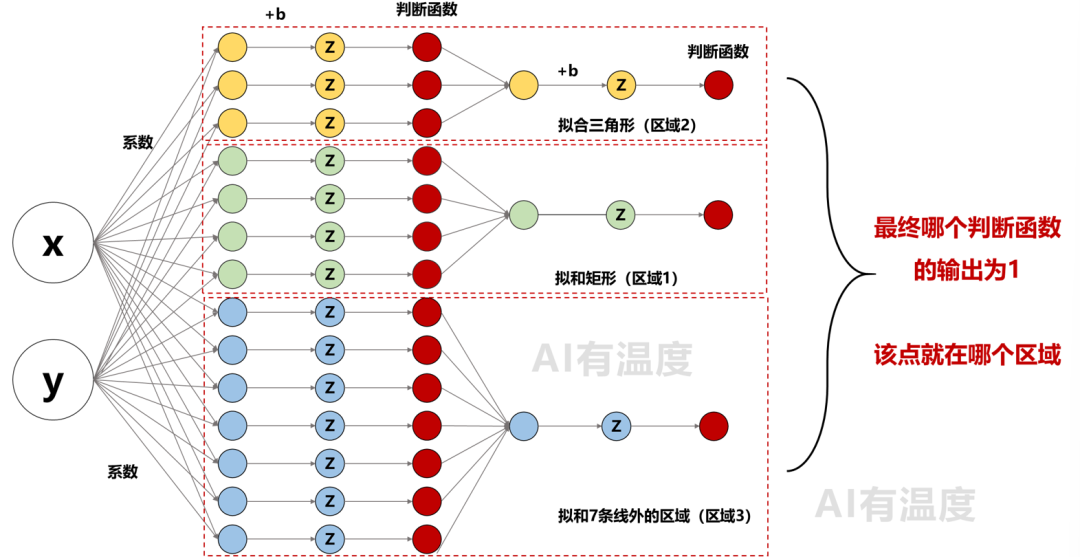 +b
判断函数
Z
Z
Z
+b
Z
判断函数
拟合三角形（区域2）
系数
x
y
系数
Z
Z
Z
Z
Z
拟和矩形（区域1）
Z
Z
Z
Z
Z
Z
Z
Z
拟和7条线外的区域（区域3）
最终哪个判断函数
的输出为1
该点就在哪个区域
AI有温度
AI有温度